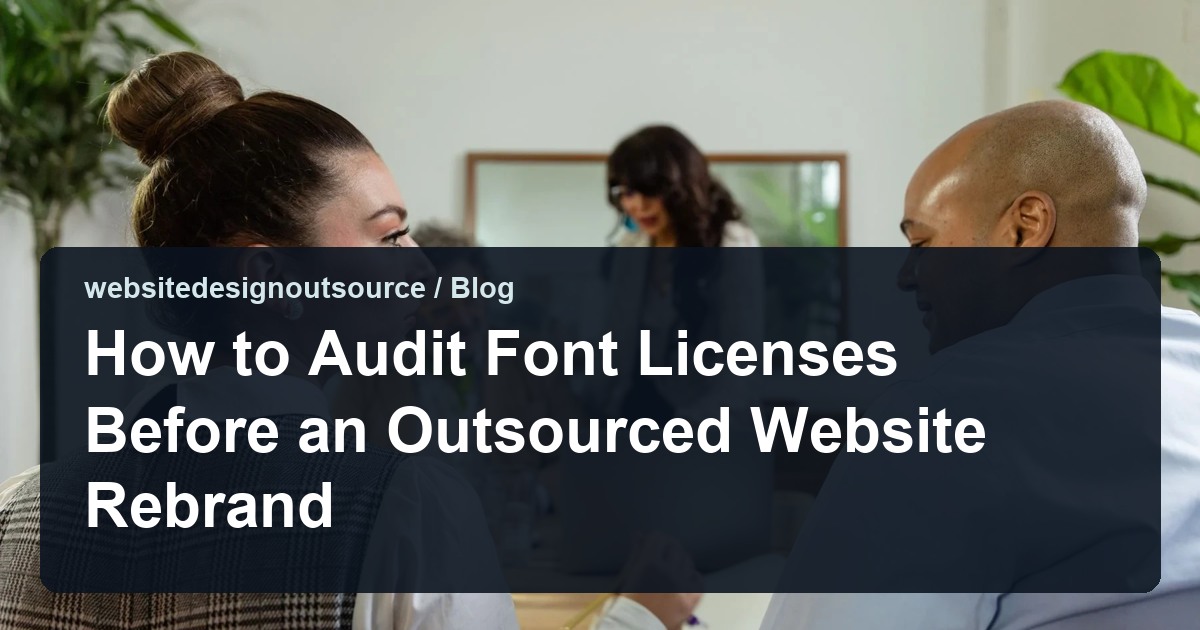 websitedesignoutsource / Blog
How to Audit Font Licenses
Before an Outsourced Website
Rebrand